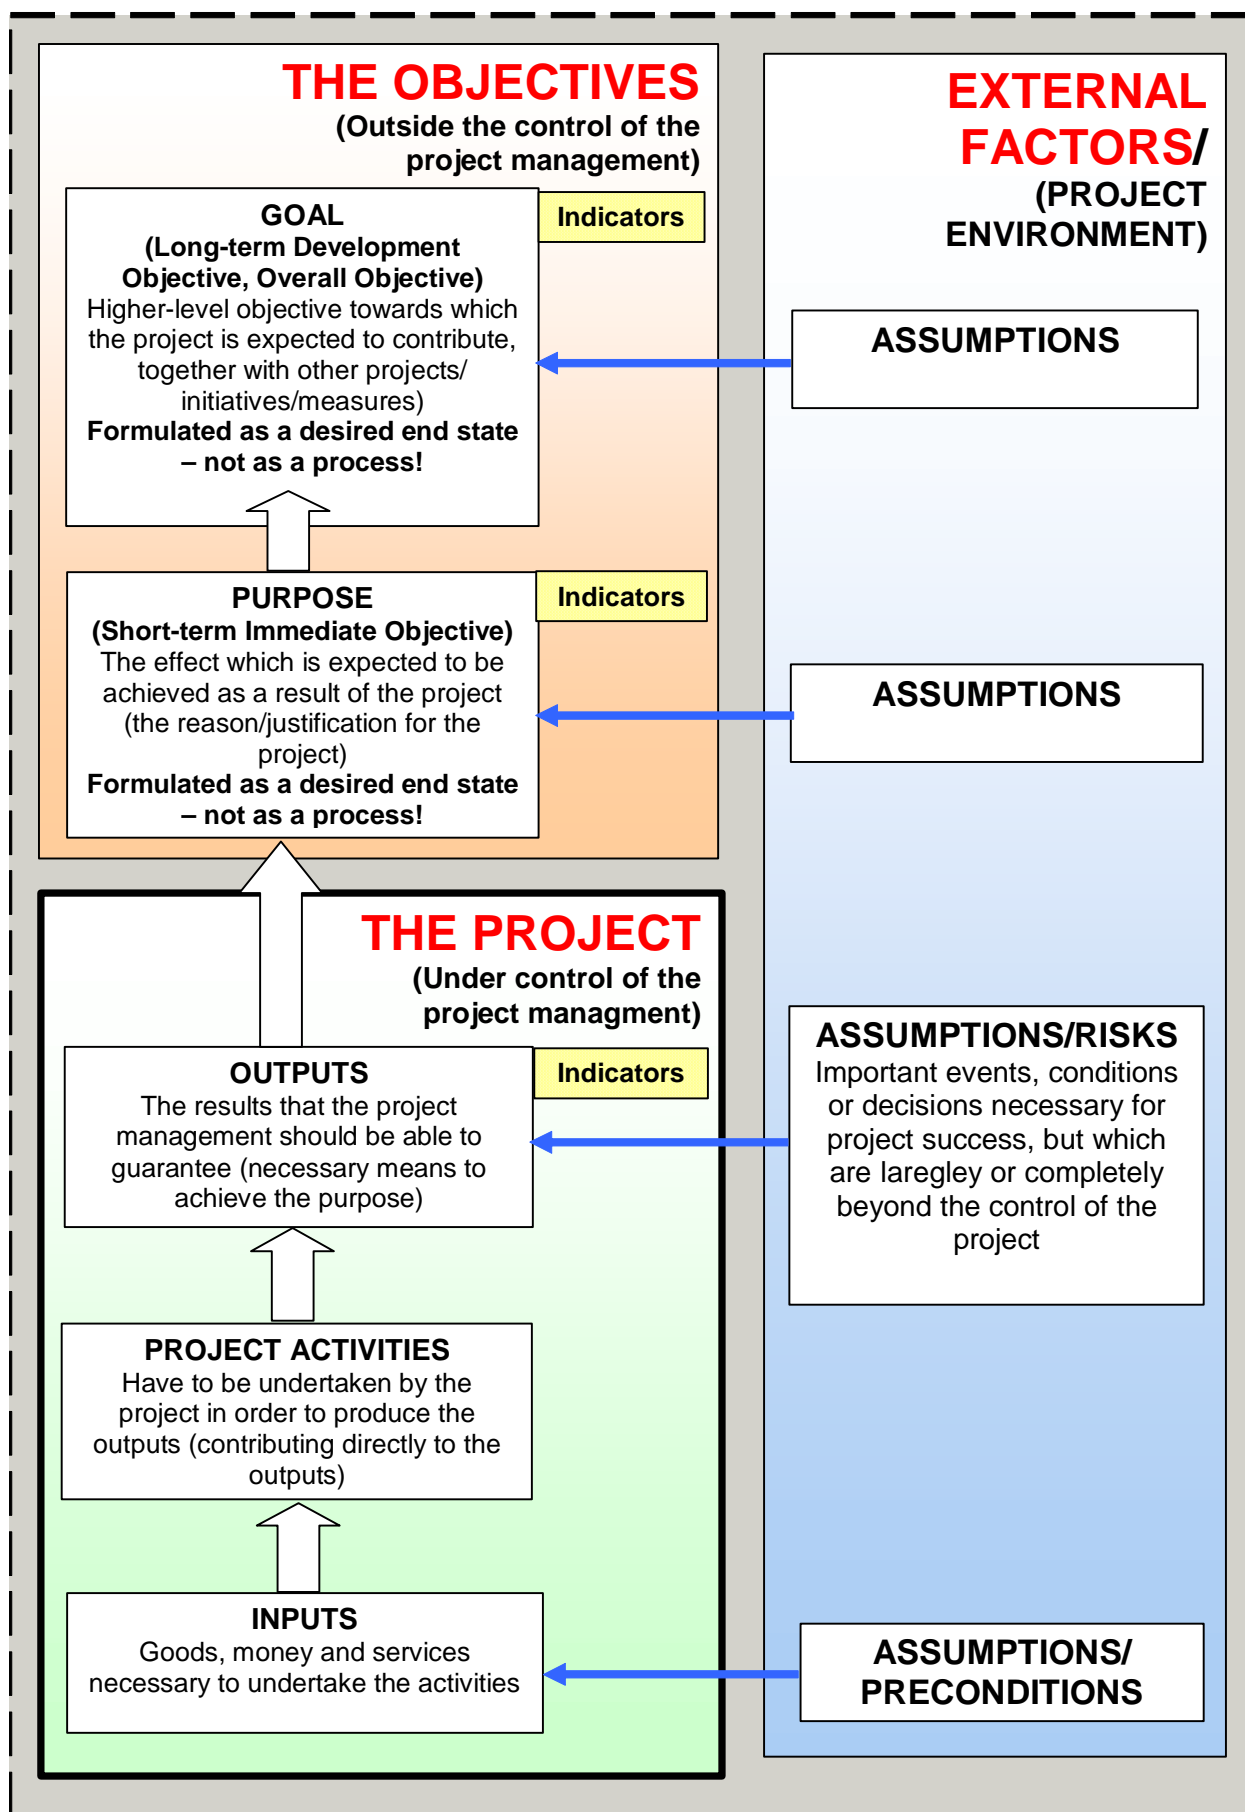 THE OBJECTIVES
(Outside the control of the
project management)
GOAL
(Long-term Development
Objective, Overall Objective)
Higher-level objective towards which
the project is expected to contribute,
together with other projects/
initiatives/measures)
Formulated as a desired end state
– not as a process!
Indicators
PURPOSE
(Short-term Immediate Objective)
The effect which is expected to be
achieved as a result of the project
(the reason/justification for the
project)
Formulated as a desired end state
– not as a process!
Indicators
THE PROJECT
(Under control of the
project managment)
OUTPUTS
The results that the project
management should be able to
guarantee (necessary means to
achieve the purpose)
Indicators
PROJECT ACTIVITIES
Have to be undertaken by the
project in order to produce the
outputs (contributing directly to the
outputs)
INPUTS
Goods, money and services
necessary to undertake the activities
EXTERNAL
FACTORS/
(PROJECT
ENVIRONMENT)
ASSUMPTIONS
ASSUMPTIONS
ASSUMPTIONS/RISKS
Important events, conditions
or decisions necessary for
project success, but which
are laregley or completely
beyond the control of the
project
ASSUMPTIONS/
PRECONDITIONS